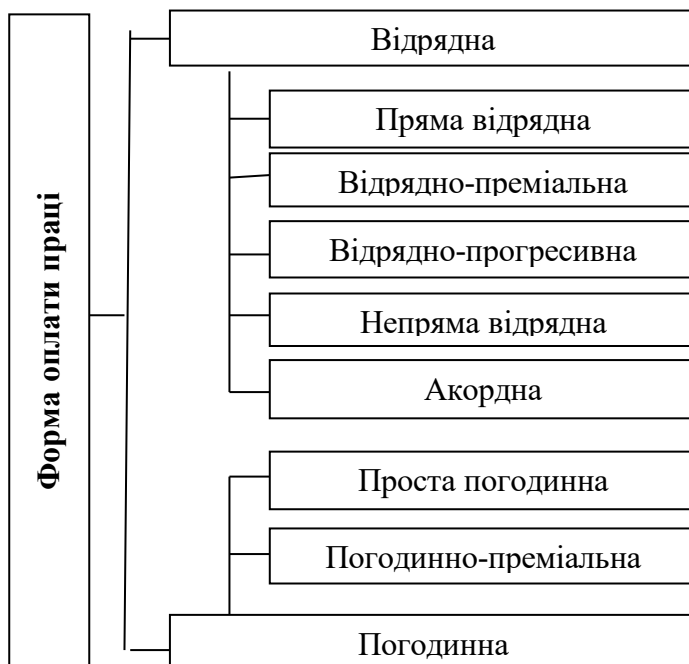 Форма оплати праці
Відрядна
Пряма відрядна
Відрядно-преміальна
Відрядно-прогресивна
Непряма відрядна
Акордна
Проста погодинна
Погодинно-преміальна
Погодинна